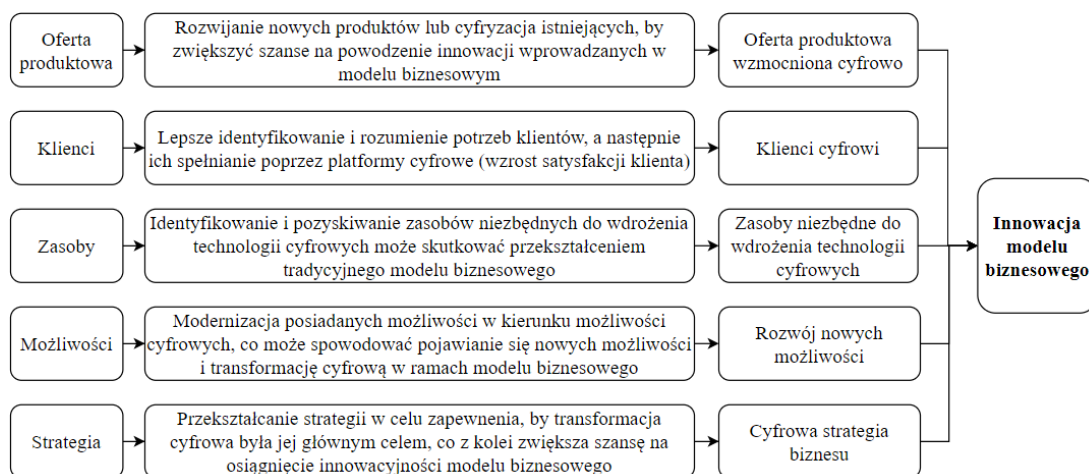 Oferta
produktowa
Rozwijanie nowych produktów lub cyfryzacja istniejących, by
zwiększyć szanse na powodzenie innowacji wprowadzanych w
modelu biznesowym
Oferta produktowa
wzmocniona cyfrowo
Klienci
Lepsze identyfikowanie i rozumienie potrzeb klientów, a następnie
ich spełnianie poprzez platformy cyfrowe (wzrost satysfakcji klienta)
Klienci cyfrowi
Zasoby
Identyfikowanie i pozyskiwanie zasobów niezbędnych do wdrożenia
technologii cyfrowych może skutkować przekształceniem
tradycyjnego modelu biznesowego
Zasoby niezbędne do
wdrożenia technologii
cyfrowych
Możliwości
Modernizacja posiadanych możliwości w kierunku możliwości
cyfrowych, co może spowodować pojawianie się nowych możliwości
i transformację cyfrową w ramach modelu biznesowego
Rozwój nowych
możliwości
Strategia
Przekształcanie strategii w celu zapewnenia, by transformacja
cyfrowa była jej głównym celem, co z kolei zwiększa szansę na
osiągnięcie innowacyjności modelu biznesowego
Cyfrowa strategia
biznesu
Innowacja
modelu
biznesowego